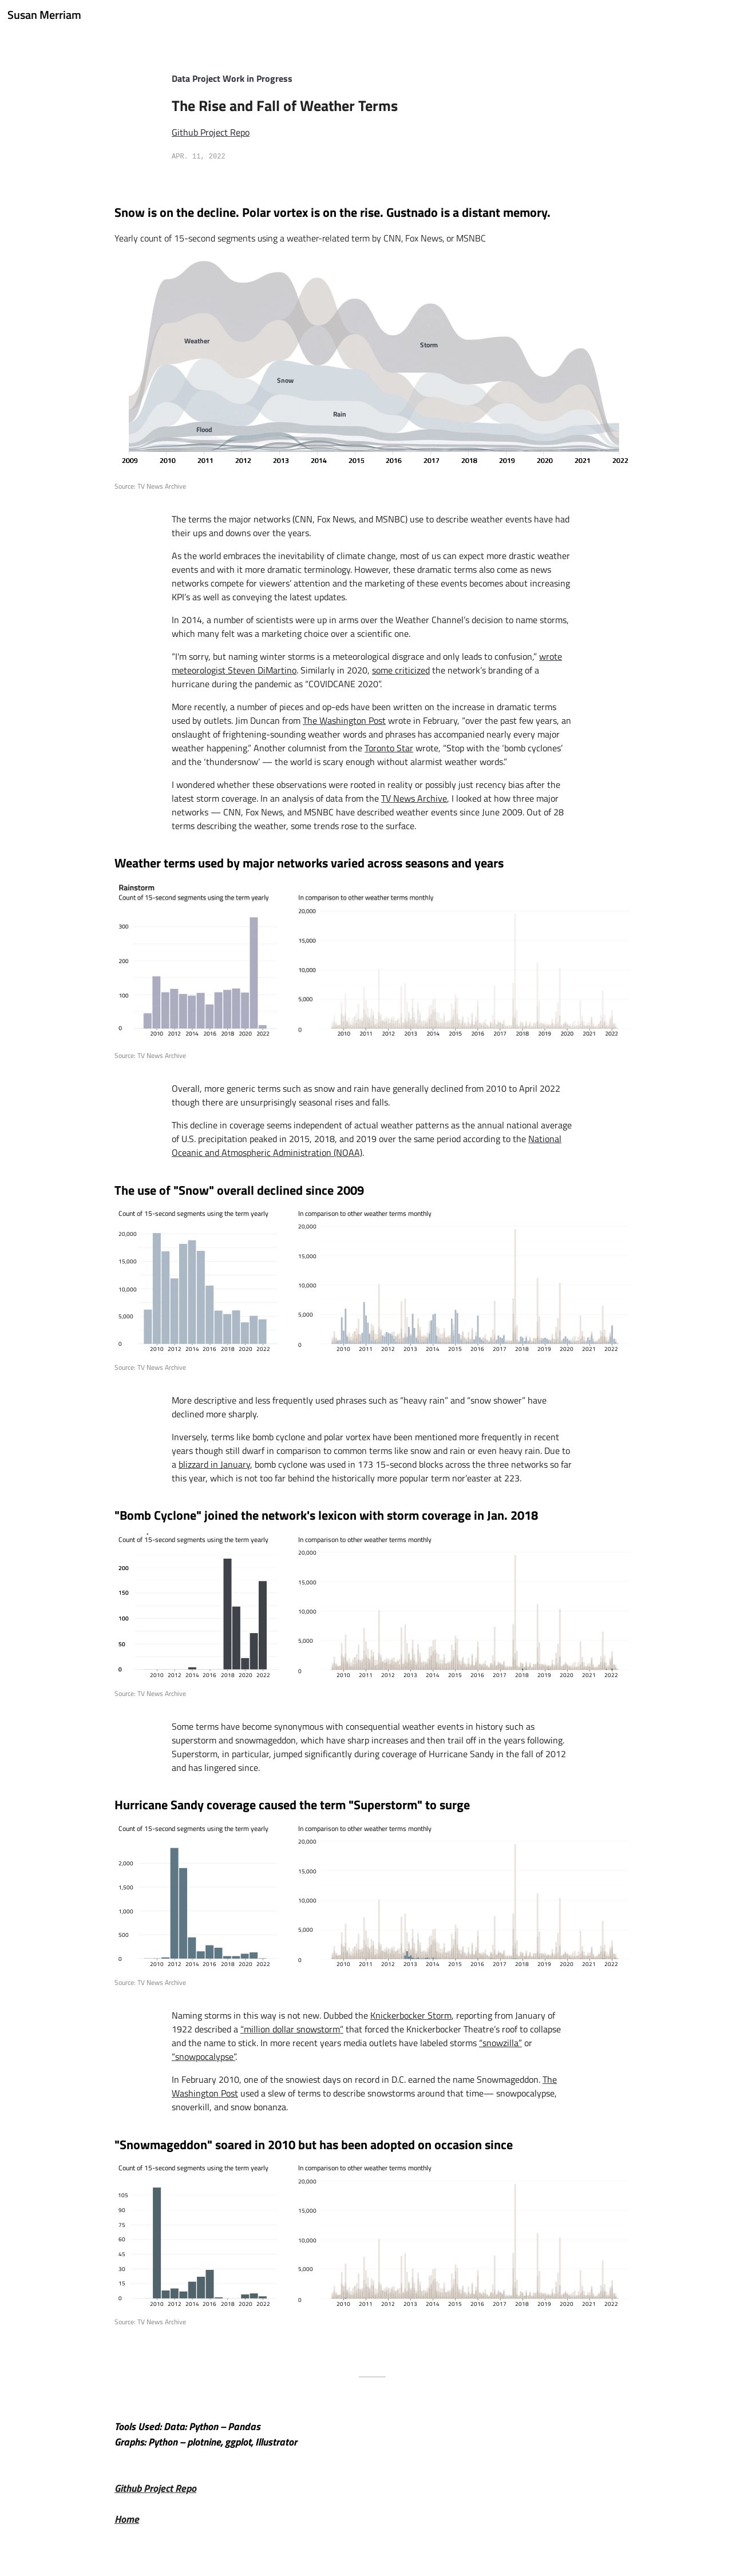 Susan Merriam
Data Project Work in Progress
The Rise and Fall of Weather Terms
Github Project Repo
APR. 11, 2022
Snow is on the decline. Polar vortex is on the rise. Gustnado is a distant memory.
Yearly count of 15-second segments using a weather-related term by CNN, Fox News, or MSNBC
Weather
Storm
Snow
Rain
Flood
2009 2010 2011 2012 2013 2014 2015 2016 2017 2018 2019 2020 2021 2022
Source: TV News Archive
The terms the major networks (CNN, Fox News, and MSNBC) use to describe weather events have had
their ups and downs over the years.
As the world embraces the inevitability of climate change, most of us can expect more drastic weather
events and with it more dramatic terminology. However, these dramatic terms also come as news
networks compete for viewers' attention and the marketing of these events becomes about increasing
KPI's as well as conveying the latest updates.
In 2014, a number of scientists were up in arms over the Weather Channel's decision to name storms,
which many felt was a marketing choice over a scientific one.
“I'm sorry, but naming winter storms is a meteorological disgrace and only leads to confusion,” wrote
meteorologist Steven DiMartino. Similarly in 2020, some criticized the network's branding of a
hurricane during the pandemic as “COVIDCANE 2020”.
More recently, a number of pieces and op-eds have been written on the increase in dramatic terms
used by outlets. Jim Duncan from The Washington Post wrote in February, “over the past few years, an
onslaught of frightening-sounding weather words and phrases has accompanied nearly every major
weather happening.” Another columnist from the Toronto Star wrote, “Stop with the ‘bomb cyclones’
and the ‘thundersnow’ — the world is scary enough without alarmist weather words.”
I wondered whether these observations were rooted in reality or possibly just recency bias after the
latest storm coverage. In an analysis of data from the TV News Archive, I looked at how three major
networks — CNN, Fox News, and MSNBC have described weather events since June 2009. Out of 28
terms describing the weather, some trends rose to the surface.
Weather terms used by major networks varied across seasons and years
Rainstorm
Count of 15-second segments using the term yearly
300
200
100
0
2010 2012 2014 2016 2018 2020 2022
In comparison to other weather terms monthly
20,000
15,000
10,000
5,000
0
2010 2011 2012 2013 2014 2015 2016 2017 2018 2019 2020 2021 2022
Source: TV News Archive
Overall, more generic terms such as snow and rain have generally declined from 2010 to April 2022
though there are unsurprisingly seasonal rises and falls.
This decline in coverage seems independent of actual weather patterns as the annual national average
of U.S. precipitation peaked in 2015, 2018, and 2019 over the same period according to the National
Oceanic and Atmospheric Administration (NOAA).
The use of "Snow" overall declined since 2009
Count of 15-second segments using the term yearly
20,000
15,000
10,000
5,000
0
2010 2012 2014 2016 2018 2020 2022
In comparison to other weather terms monthly
20,000
15,000
10,000
5,000
0
2010 2011 2012 2013 2014 2015 2016 2017 2018 2019 2020 2021 2022
Source: TV News Archive
More descriptive and less frequently used phrases such as “heavy rain” and “snow shower” have
declined more sharply.
Inversely, terms like bomb cyclone and polar vortex have been mentioned more frequently in recent
years though still dwarf in comparison to common terms like snow and rain or even heavy rain. Due to
a blizzard in January, bomb cyclone was used in 173 15-second blocks across the three networks so far
this year, which is not too far behind the historically more popular term nor'easter at 223.
"Bomb Cyclone" joined the network's lexicon with storm coverage in Jan. 2018
Count of 15-second segments using the term yearly
200
150
100
50
0
2010 2012 2014 2016 2018 2020 2022
In comparison to other weather terms monthly
20,000
15,000
10,000
5,000
0
2010 2011 2012 2013 2014 2015 2016 2017 2018 2019 2020 2021 2022
Source: TV News Archive
Some terms have become synonymous with consequential weather events in history such as
superstorm and snowmageddon, which have sharp increases and then trail off in the years following.
Superstorm, in particular, jumped significantly during coverage of Hurricane Sandy in the fall of 2012
and has lingered since.
Hurricane Sandy coverage caused the term "Superstorm" to surge
Count of 15-second segments using the term yearly
2,000
1,500
1,000
500
0
2010 2012 2014 2016 2018 2020 2022
In comparison to other weather terms monthly
20,000
15,000
10,000
5,000
0
2010 2011 2012 2013 2014 2015 2016 2017 2018 2019 2020 2021 2022
Source: TV News Archive
Naming storms in this way is not new. Dubbed the Knickerbocker Storm, reporting from January of
1922 described a “million dollar snowstorm” that forced the Knickerbocker Theatre's roof to collapse
and the name to stick. In more recent years media outlets have labeled storms “snowzilla” or
“snowpocalypse”.
In February 2010, one of the snowiest days on record in D.C. earned the name Snowmageddon. The
Washington Post used a slew of terms to describe snowstorms around that time— snowpocalypse,
snoverkill, and snow bonanza.
"Snowmageddon" soared in 2010 but has been adopted on occasion since
Count of 15-second segments using the term yearly
105
90
75
60
45
30
15
0
2010 2012 2014 2016 2018 2020 2022
In comparison to other weather terms monthly
20,000
15,000
10,000
5,000
0
2010 2011 2012 2013 2014 2015 2016 2017 2018 2019 2020 2021 2022
Source: TV News Archive
Tools Used: Data: Python – Pandas
Graphs: Python – plotnine, ggplot, Illustrator
Github Project Repo
Home